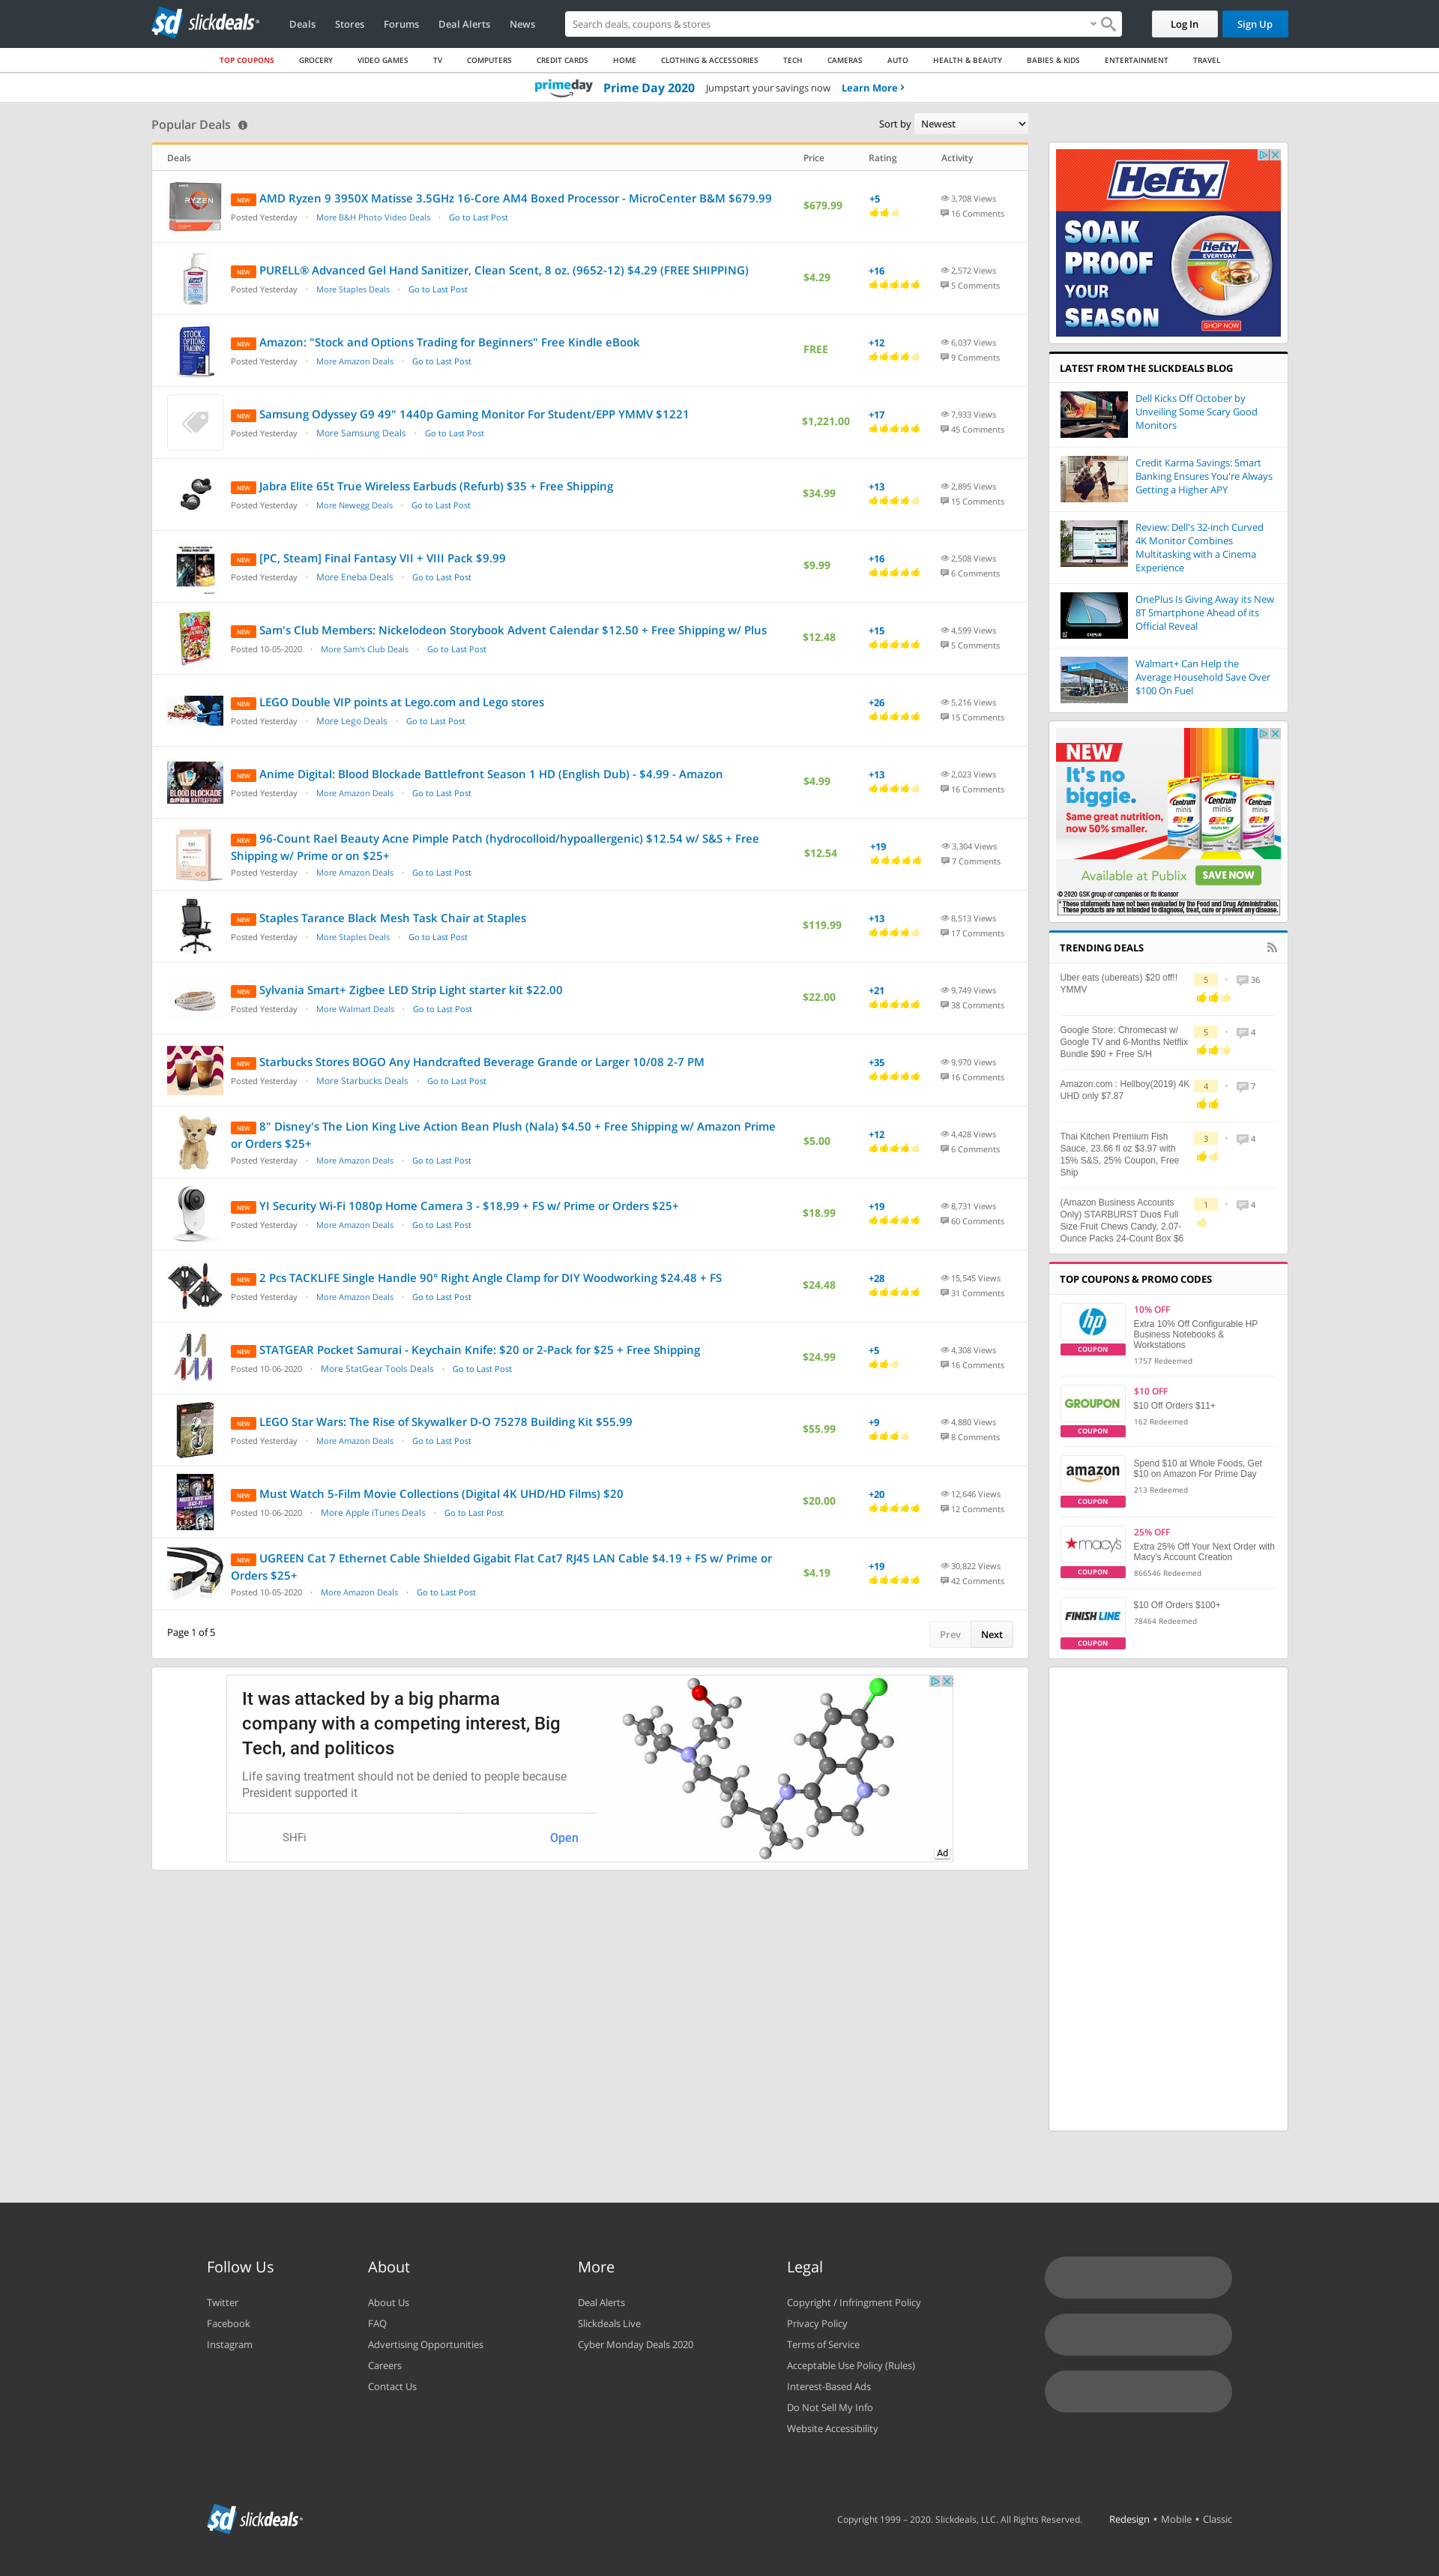 slickdeals
Deals
Stores
Forums
Deal Alerts
News
Search deals, coupons & stores
Log In
Sign Up
TOP COUPONS
GROCERY
VIDEO GAMES
TV
COMPUTERS
CREDIT CARDS
HOME
CLOTHING & ACCESSORIES
TECH
CAMERAS
AUTO
HEALTH & BEAUTY
BABIES & KIDS
ENTERTAINMENT
TRAVEL
primeday Prime Day 2020 Jumpstart your savings now Learn More
Popular Deals
Sort by Newest
Deals Price Rating Activity
NEW AMD Ryzen 9 3950X Matisse 3.5GHz 16-Core AM4 Boxed Processor - MicroCenter B&M $679.99
Posted Yesterday · More B&H Photo Video Deals · Go to Last Post
$679.99
+5
3,708 Views
16 Comments
NEW PURELL® Advanced Gel Hand Sanitizer, Clean Scent, 8 oz. (9652-12) $4.29 (FREE SHIPPING)
Posted Yesterday · More Staples Deals · Go to Last Post
$4.29
+16
2,572 Views
5 Comments
NEW Amazon: "Stock and Options Trading for Beginners" Free Kindle eBook
Posted Yesterday · More Amazon Deals · Go to Last Post
FREE
+12
6,037 Views
9 Comments
NEW Samsung Odyssey G9 49" 1440p Gaming Monitor For Student/EPP YMMV $1221
Posted Yesterday · More Samsung Deals · Go to Last Post
$1,221.00
+17
7,933 Views
45 Comments
NEW Jabra Elite 65t True Wireless Earbuds (Refurb) $35 + Free Shipping
Posted Yesterday · More Newegg Deals · Go to Last Post
$34.99
+13
2,895 Views
15 Comments
NEW [PC, Steam] Final Fantasy VII + VIII Pack $9.99
Posted Yesterday · More Eneba Deals · Go to Last Post
$9.99
+16
2,508 Views
6 Comments
NEW Sam's Club Members: Nickelodeon Storybook Advent Calendar $12.50 + Free Shipping w/ Plus
Posted 10-05-2020 · More Sam's Club Deals · Go to Last Post
$12.48
+15
4,599 Views
5 Comments
NEW LEGO Double VIP points at Lego.com and Lego stores
Posted Yesterday · More Lego Deals · Go to Last Post
+26
5,216 Views
15 Comments
NEW Anime Digital: Blood Blockade Battlefront Season 1 HD (English Dub) - $4.99 - Amazon
Posted Yesterday · More Amazon Deals · Go to Last Post
$4.99
+13
2,023 Views
16 Comments
NEW 96-Count Rael Beauty Acne Pimple Patch (hydrocolloid/hypoallergenic) $12.54 w/ S&S + Free
Shipping w/ Prime or on $25+
Posted Yesterday · More Amazon Deals · Go to Last Post
$12.54
+19
3,304 Views
7 Comments
NEW Staples Tarance Black Mesh Task Chair at Staples
Posted Yesterday · More Staples Deals · Go to Last Post
$119.99
+13
8,513 Views
17 Comments
NEW Sylvania Smart+ Zigbee LED Strip Light starter kit $22.00
Posted Yesterday · More Walmart Deals · Go to Last Post
$22.00
+21
9,749 Views
38 Comments
NEW Starbucks Stores BOGO Any Handcrafted Beverage Grande or Larger 10/08 2-7 PM
Posted Yesterday · More Starbucks Deals · Go to Last Post
+35
9,970 Views
16 Comments
NEW 8" Disney's The Lion King Live Action Bean Plush (Nala) $4.50 + Free Shipping w/ Amazon Prime
or Orders $25+
Posted Yesterday · More Amazon Deals · Go to Last Post
$5.00
+12
4,428 Views
6 Comments
NEW YI Security Wi-Fi 1080p Home Camera 3 - $18.99 + FS w/ Prime or Orders $25+
Posted Yesterday · More Amazon Deals · Go to Last Post
$18.99
+19
8,731 Views
60 Comments
NEW 2 Pcs TACKLIFE Single Handle 90° Right Angle Clamp for DIY Woodworking $24.48 + FS
Posted Yesterday · More Amazon Deals · Go to Last Post
$24.48
+28
15,545 Views
31 Comments
NEW STATGEAR Pocket Samurai - Keychain Knife: $20 or 2-Pack for $25 + Free Shipping
Posted 10-06-2020 · More StatGear Tools Deals · Go to Last Post
$24.99
+5
4,308 Views
16 Comments
NEW LEGO Star Wars: The Rise of Skywalker D-O 75278 Building Kit $55.99
Posted Yesterday · More Amazon Deals · Go to Last Post
$55.99
+9
4,880 Views
8 Comments
NEW Must Watch 5-Film Movie Collections (Digital 4K UHD/HD Films) $20
Posted 10-06-2020 · More Apple iTunes Deals · Go to Last Post
$20.00
+20
12,646 Views
12 Comments
NEW UGREEN Cat 7 Ethernet Cable Shielded Gigabit Flat Cat7 RJ45 LAN Cable $4.19 + FS w/ Prime or
Orders $25+
Posted 10-05-2020 · More Amazon Deals · Go to Last Post
$4.19
+19
30,822 Views
42 Comments
Page 1 of 5
Prev Next
It was attacked by a big pharma
company with a competing interest, Big
Tech, and politicos
Life saving treatment should not be denied to people because
President supported it
SHFi
Open
Ad
Hefty
SOAK
PROOF
YOUR
SEASON
Hefty
EVERYDAY
SHOP NOW
LATEST FROM THE SLICKDEALS BLOG
Dell Kicks Off October by
Unveiling Some Scary Good
Monitors
Credit Karma Savings: Smart
Banking Ensures You're Always
Getting a Higher APY
Review: Dell's 32-inch Curved
4K Monitor Combines
Multitasking with a Cinema
Experience
OnePlus Is Giving Away its New
8T Smartphone Ahead of its
Official Reveal
Walmart+ Can Help the
Average Household Save Over
$100 On Fuel
NEW
It's no
biggie.
Same great nutrition,
now 50% smaller.
Centrum
minis
Centrum
minis
Centrum
minis
Available at Publix
SAVE NOW
© 2020 GSK group of companies or its licensor
* These statements have not been evaluated by the Food and Drug Administration.
These products are not intended to diagnose, treat, cure or prevent any disease.
TRENDING DEALS
Uber eats (ubereats) $20 off!!
YMMV
5 • 36
Google Store: Chromecast w/
Google TV and 6-Months Netflix
Bundle $90 + Free S/H
5 • 4
Amazon.com : Hellboy(2019) 4K
UHD only $7.87
4 • 7
Thai Kitchen Premium Fish
Sauce, 23.66 fl oz $3.97 with
15% S&S, 25% Coupon, Free
Ship
3 • 4
(Amazon Business Accounts
Only) STARBURST Duos Full
Size Fruit Chews Candy, 2.07-
Ounce Packs 24-Count Box $6
1 • 4
TOP COUPONS & PROMO CODES
hp
COUPON
10% OFF
Extra 10% Off Configurable HP
Business Notebooks &
Workstations
1757 Redeemed
GROUPON
COUPON
$10 OFF
$10 Off Orders $11+
162 Redeemed
amazon
COUPON
Spend $10 at Whole Foods, Get
$10 on Amazon For Prime Day
213 Redeemed
macy's
COUPON
25% OFF
Extra 25% Off Your Next Order with
Macy's Account Creation
866546 Redeemed
FINISH LINE
COUPON
$10 Off Orders $100+
78464 Redeemed
Follow Us
Twitter
Facebook
Instagram
About
About Us
FAQ
Advertising Opportunities
Careers
Contact Us
More
Deal Alerts
Slickdeals Live
Cyber Monday Deals 2020
Legal
Copyright / Infringment Policy
Privacy Policy
Terms of Service
Acceptable Use Policy (Rules)
Interest-Based Ads
Do Not Sell My Info
Website Accessibility
slickdeals
Copyright 1999 – 2020. Slickdeals, LLC. All Rights Reserved.
Redesign • Mobile • Classic